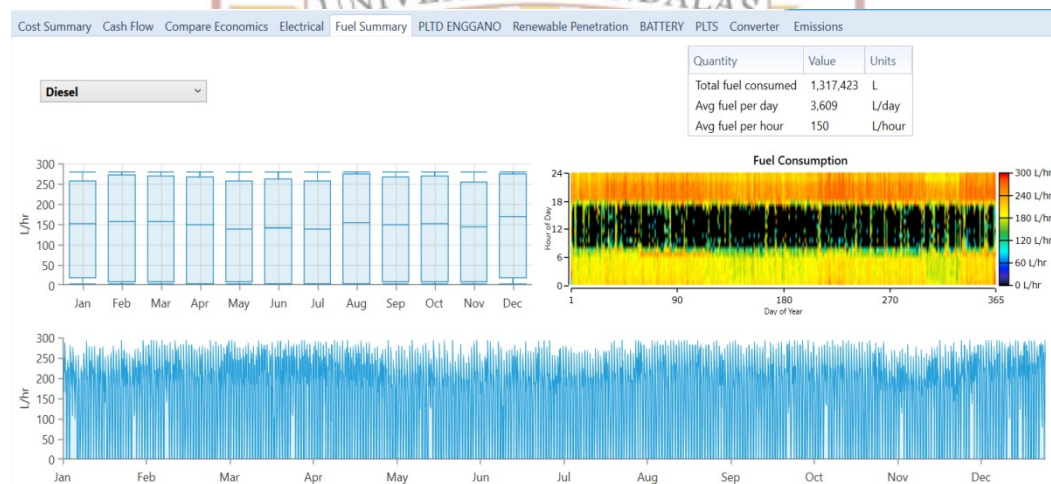 UNIVERSITAS ANDALAS
Cost Summary Cash Flow Compare Economics Electrical Fuel Summary PLTD ENGGANO Renewable Penetration BATTERY PLTS Converter Emissions
Diesel
Quantity Value Units
Total fuel consumed 1,317,423 L
Avg fuel per day 3,609 L/day
Avg fuel per hour 150 L/hour
L/hr
300
250
200
150
100
50
0
Jan Feb Mar Apr May Jun Jul Aug Sep Oct Nov Dec
Fuel Consumption
Hour of Day
24
18
12
6
0
1 90 180 270 365
Day of Year
300 L/hr
240 L/hr
180 L/hr
120 L/hr
60 L/hr
0 L/hr
L/hr
300
250
200
150
100
50
0
Jan Feb Mar Apr May Jun Jul Aug Sep Oct Nov Dec